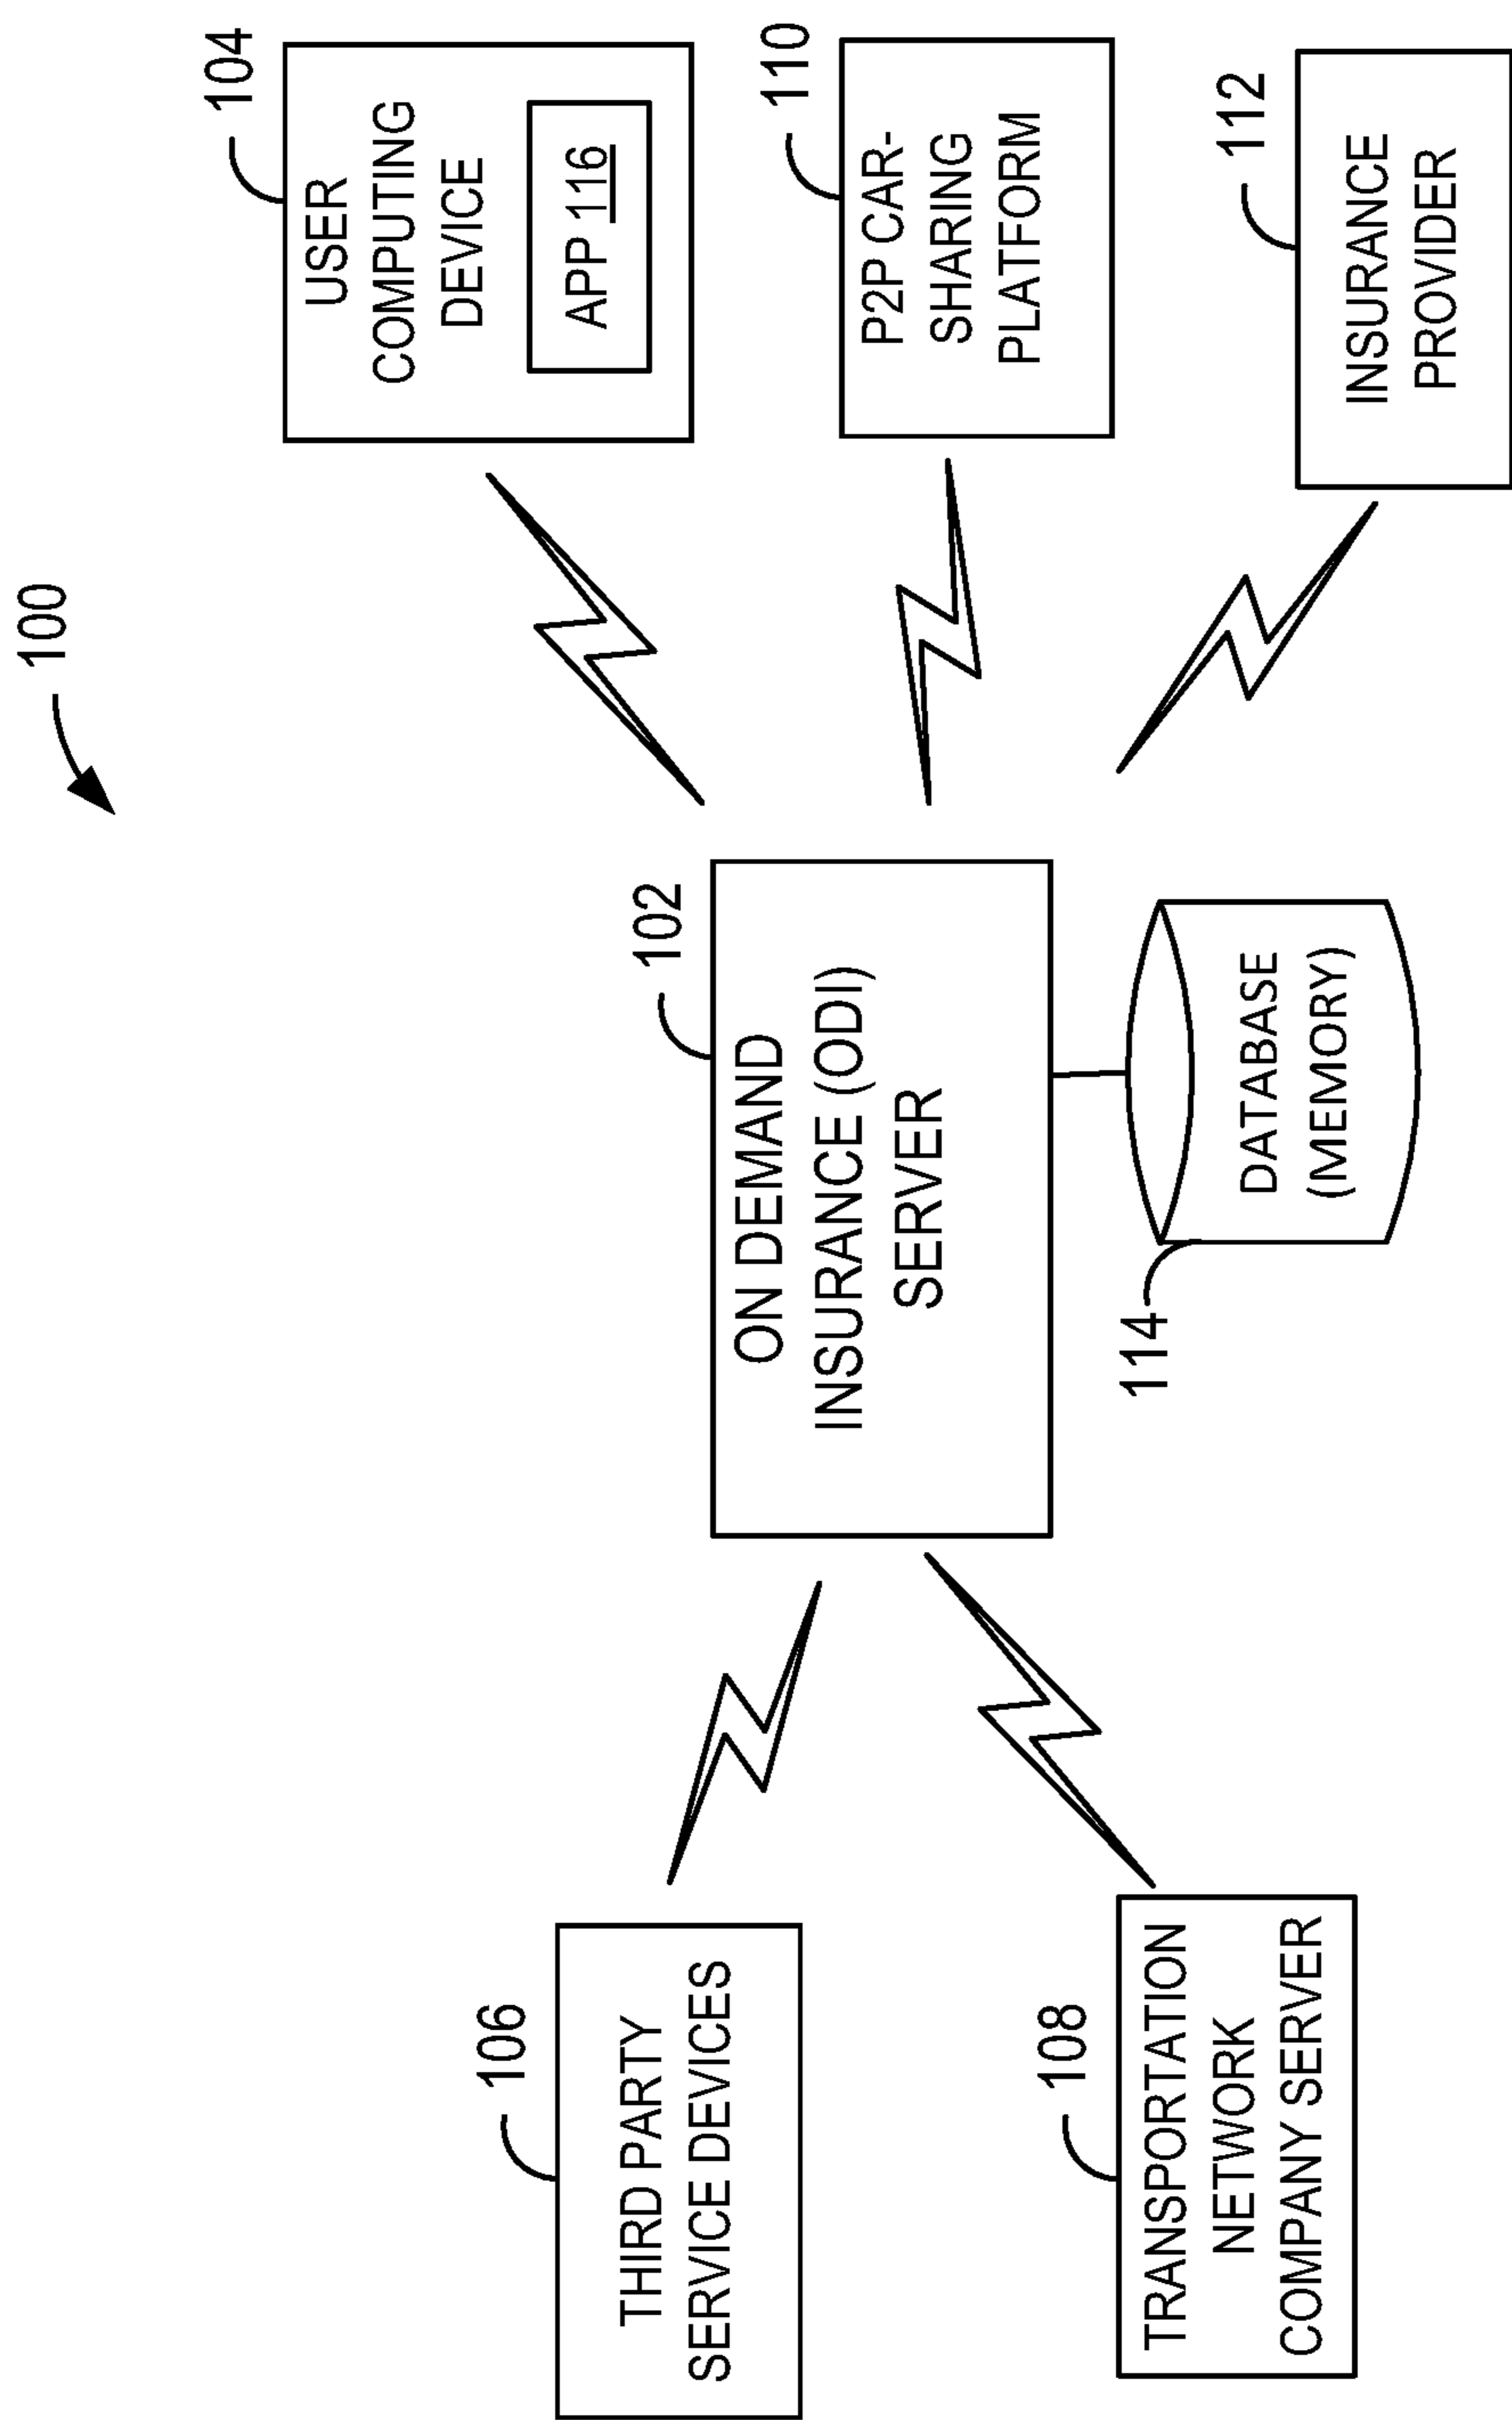 100
106
THIRD PARTY
SERVICE DEVICES
108
TRANSPORTATION
NETWORK
COMPANY SERVER
102
ON DEMAND
INSURANCE (ODI)
SERVER
114
DATABASE
(MEMORY)
104
USER
COMPUTING
DEVICE
APP 116
110
P2P CAR-
SHARING
PLATFORM
112
INSURANCE
PROVIDER